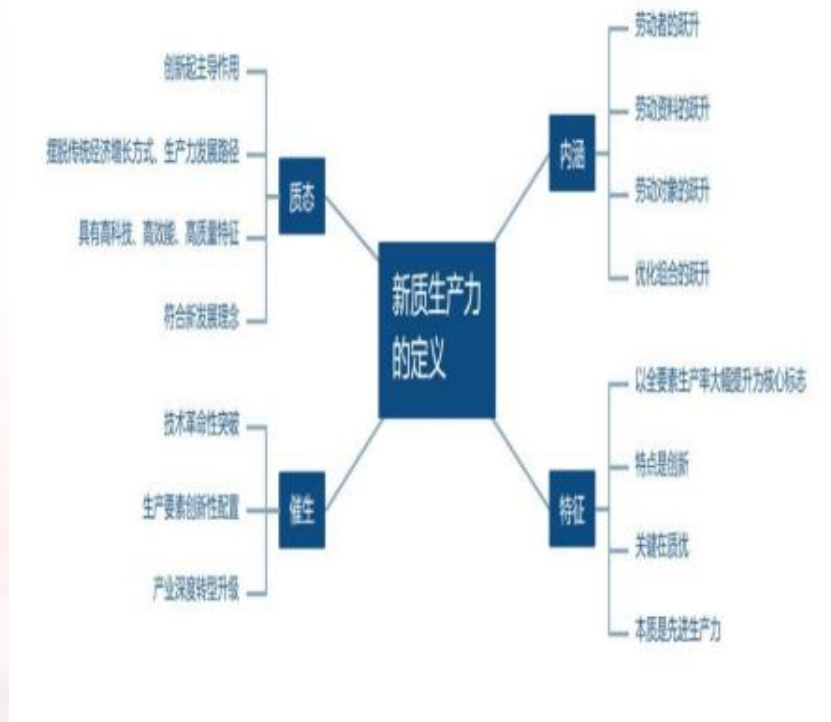 新质生产力
的定义
质态
创新起主导作用
摆脱传统经济增长方式、生产力发展路径
具有高科技、高效能、高质量特征
符合新发展理念
催生
技术革命性突破
生产要素创新性配置
产业深度转型升级
内涵
劳动者的跃升
劳动资料的跃升
劳动对象的跃升
优化组合的跃升
特征
以全要素生产率大幅提升为核心标志
特点是创新
关键在质优
本质是先进生产力